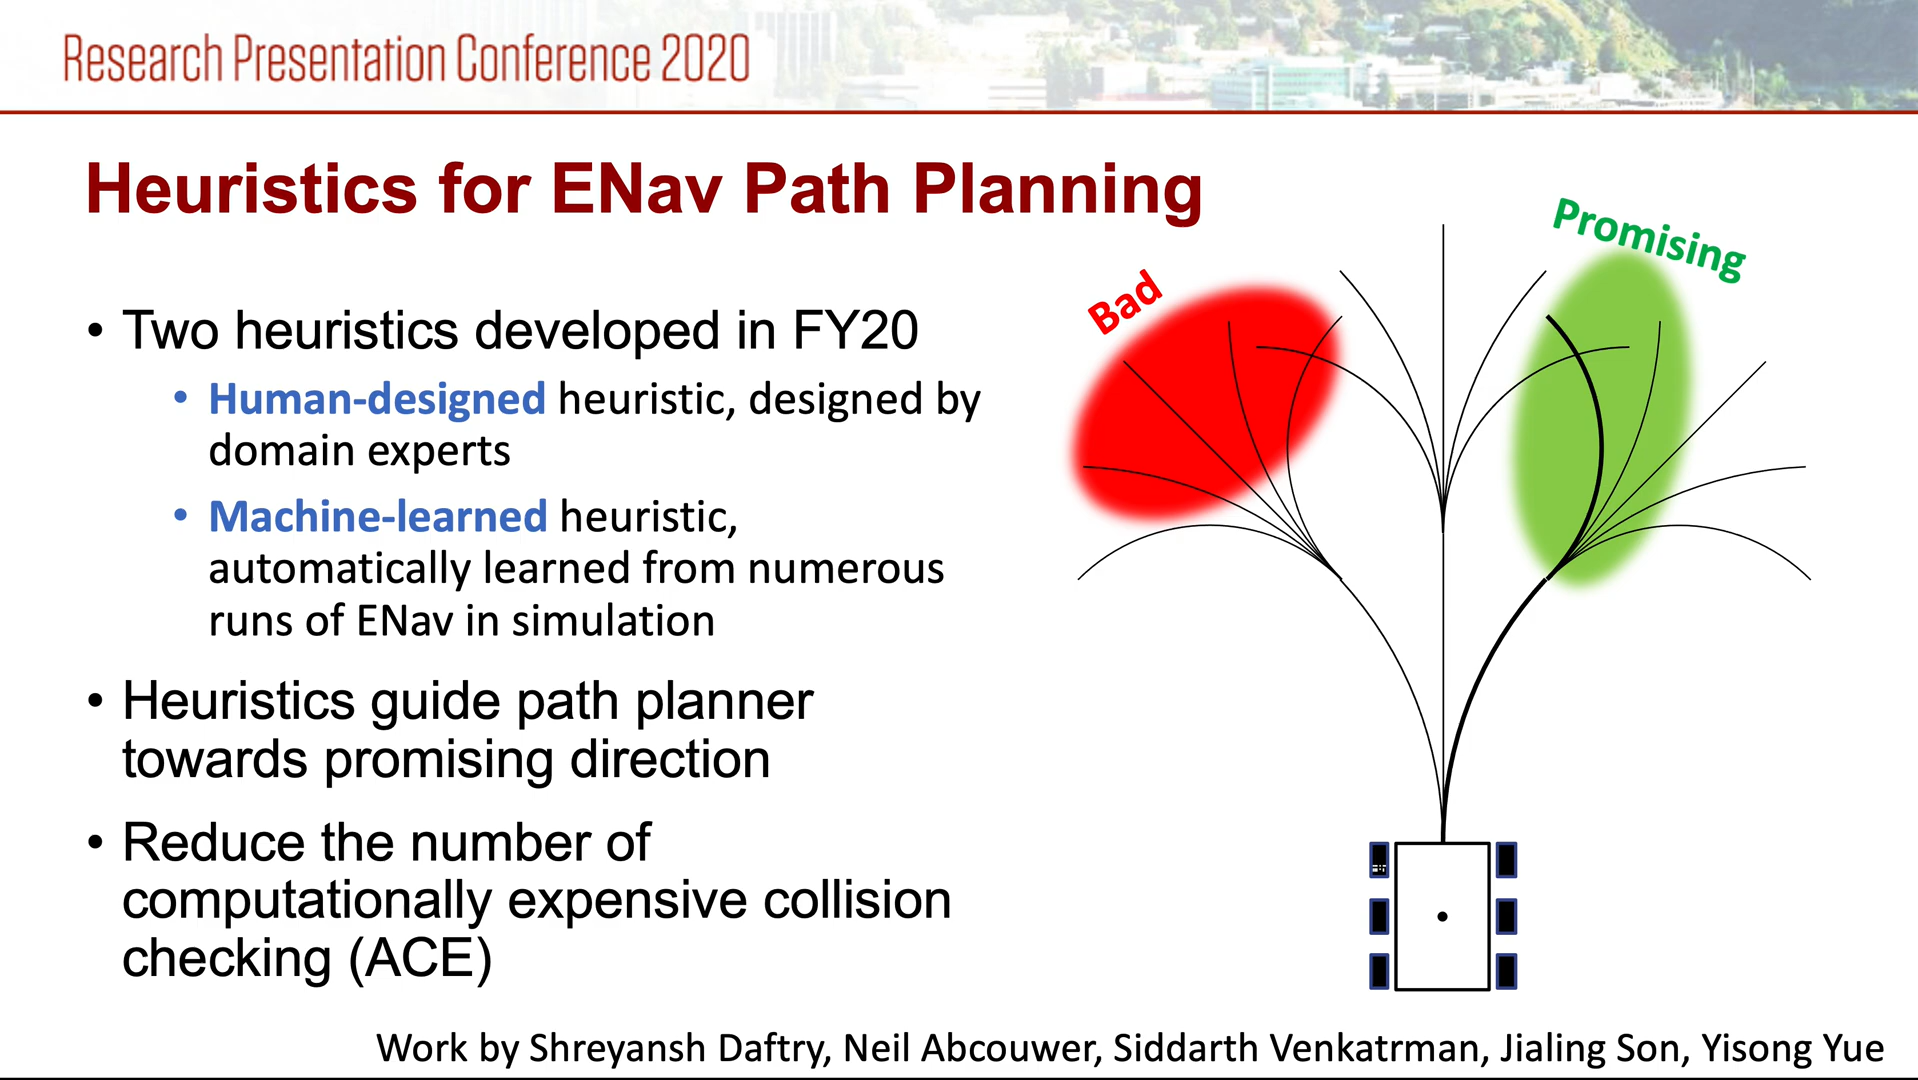 Research Presentation Conference 2020
Heuristics for ENav Path Planning
• Two heuristics developed in FY20
• Human-designed heuristic, designed by
domain experts
• Machine-learned heuristic,
automatically learned from numerous
runs of ENav in simulation
• Heuristics guide path planner
towards promising direction
• Reduce the number of
computationally expensive collision
checking (ACE)
Bad
Promising
Work by Shreyansh Daftry, Neil Abcouwer, Siddarth Venkatrman, Jialing Son, Yisong Yue